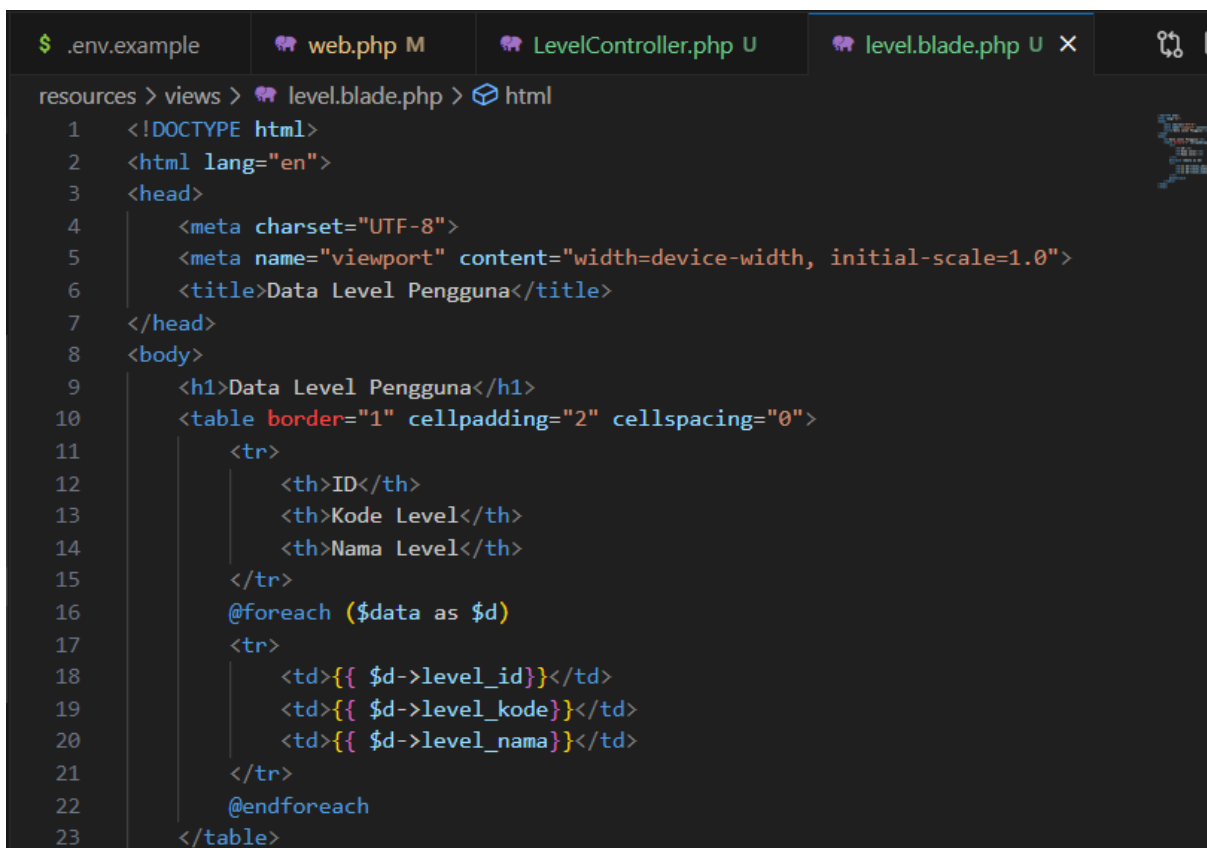 $ .env.example web.php M LevelController.php U level.blade.php U
resources > views > level.blade.php > html
1 <!DOCTYPE html>
2 <html lang="en">
3 <head>
4 <meta charset="UTF-8">
5 <meta name="viewport" content="width=device-width, initial-scale=1.0">
6 <title>Data Level Pengguna</title>
7 </head>
8 <body>
9 <h1>Data Level Pengguna</h1>
10 <table border="1" cellpadding="2" cellspacing="0">
11 <tr>
12 <th>ID</th>
13 <th>Kode Level</th>
14 <th>Nama Level</th>
15 </tr>
16 @foreach ($data as $d)
17 <tr>
18 <td>{{ $d->level_id}}</td>
19 <td>{{ $d->level_kode}}</td>
20 <td>{{ $d->level_nama}}</td>
21 </tr>
22 @endforeach
23 </table>